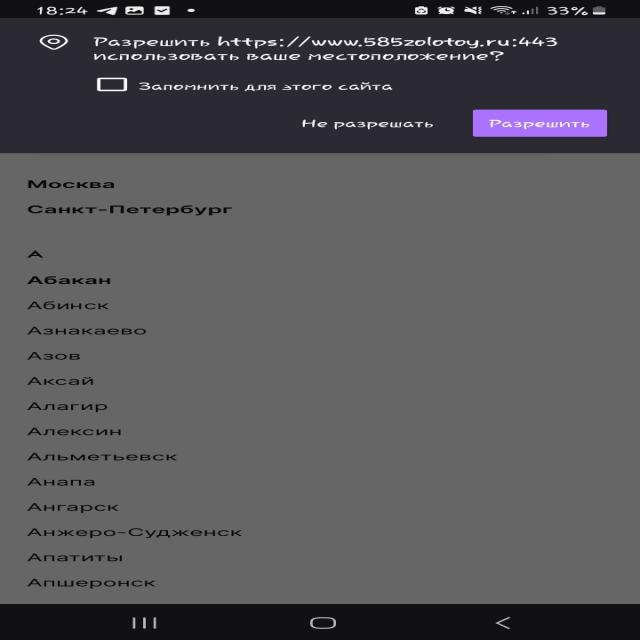 18:24 33%
Разрешить https://www.585zolotoy.ru:443
использовать ваше местоположение?
Запомнить для этого сайта
Не разрешать Разрешить
Москва
Санкт-Петербург
А
Абакан
Абинск
Азнакаево
Азов
Аксай
Алагир
Алексин
Альметьевск
Анапа
Ангарск
Анжеро-Судженск
Апатиты
Апшеронск